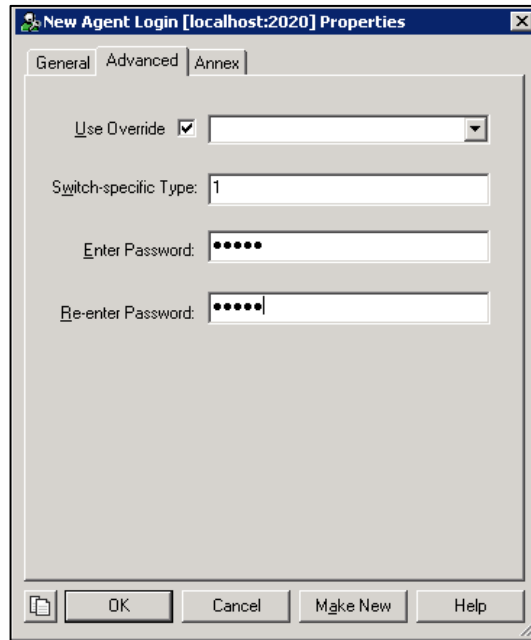 New Agent Login [localhost:2020] Properties
General Advanced Annex
Use Override
Switch-specific Type: 1
Enter Password: •••••
Re-enter Password: •••••
OK Cancel Make New Help